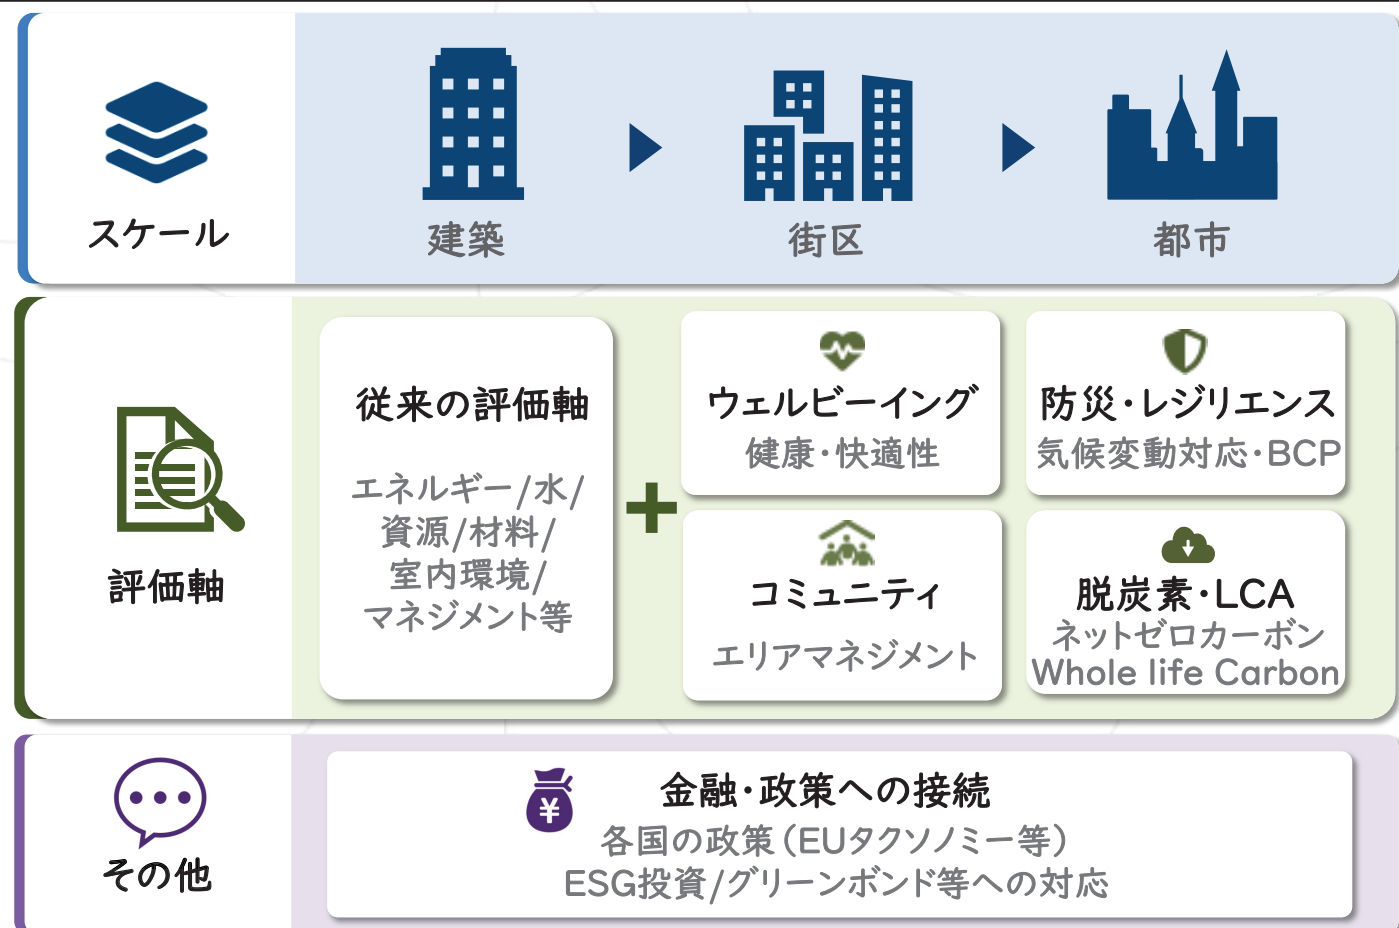 スケール
建築
街区
都市
評価軸
従来の評価軸
エネルギー/水/
資源/材料/
室内環境/
マネジメント等
+
ウェルビーイング
健康・快適性
防災・レジリエンス
気候変動対応・BCP
コミュニティ
エリアマネジメント
脱炭素・LCA
ネットゼロカーボン
Whole life Carbon
その他
¥
金融・政策への接続
各国の政策（EUタクソノミー等）
ESG投資/グリーンボンド等への対応